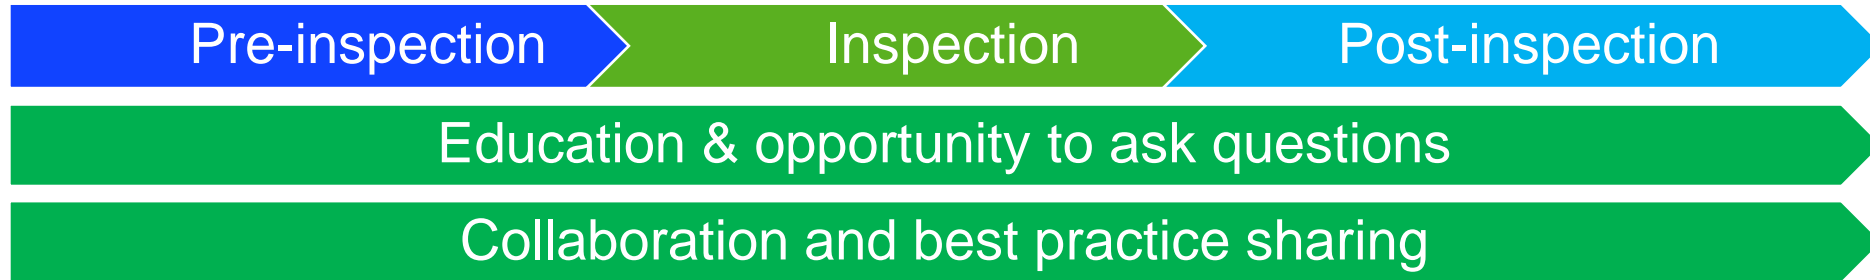 Pre-inspection Inspection Post-inspection
Education & opportunity to ask questions
Collaboration and best practice sharing